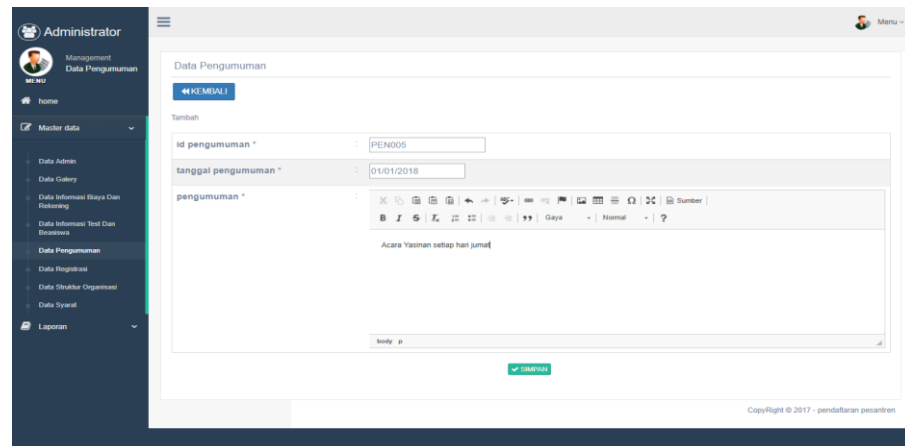 Administrator
Management
Data Pengumuman
MENU
home
Master data
Data Admin
Data Galery
Data Informasi Biaya Dan
Rekening
Data Informasi Test Dan
Beasiswa
Data Pengumuman
Data Registrasi
Data Struktur Organisasi
Data Syarat
Laporan
Menu
Data Pengumuman
KEMBALI
Tambah
id pengumuman * : PEN005
tanggal pengumuman * : 01/01/2018
pengumuman * :
Sumber
B I S Ix Gaya Normal ?
Acara Yasinan setiap hari jumat
body p
SIMPAN
CopyRight © 2017 - pendaftaran pesantren